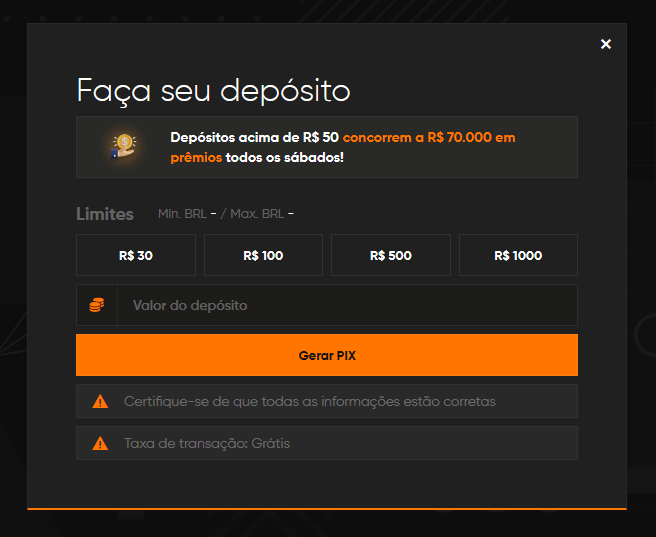 ×
Faça seu depósito
Depósitos acima de R$ 50 concorrem a R$ 70.000 em
prêmios todos os sábados!
Limites Mín. BRL - / Max. BRL -
R$ 30 R$ 100 R$ 500 R$ 1000
Valor do depósito
Gerar PIX
Certifique-se de que todas as informações estão corretas
Taxa de transação: Grátis